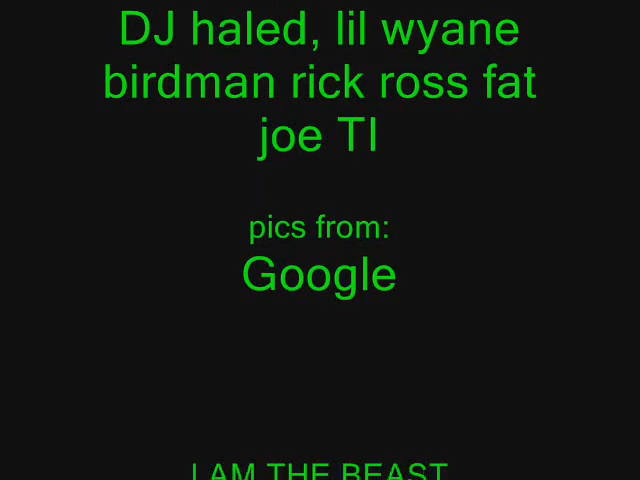 DJ haled, lil wyane
birdman rick ross fat
joe TI
pics from:
Google
I AM THE BEAST